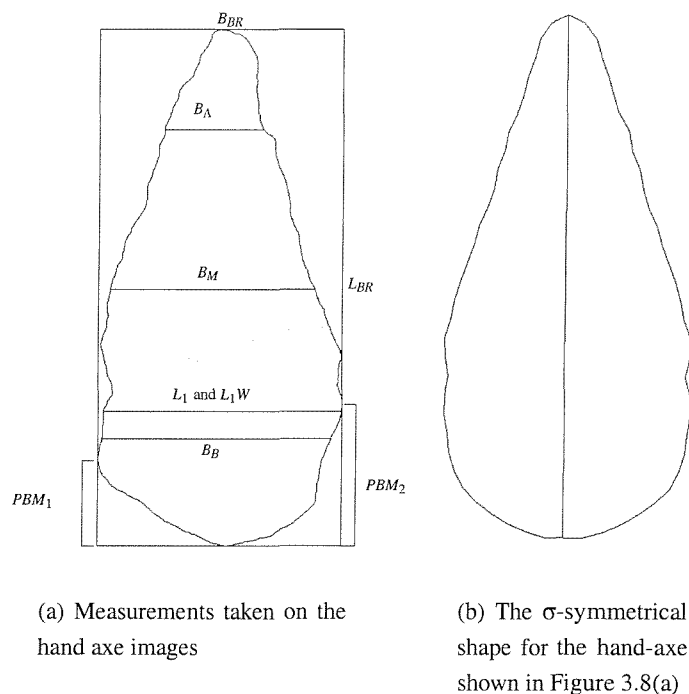 B_BR
B_A
B_M
L_BR
L_1 and L_1W
B_B
PBM_1
PBM_2
(a) Measurements taken on the
hand axe images
(b) The σ-symmetrical
shape for the hand-axe
shown in Figure 3.8(a)